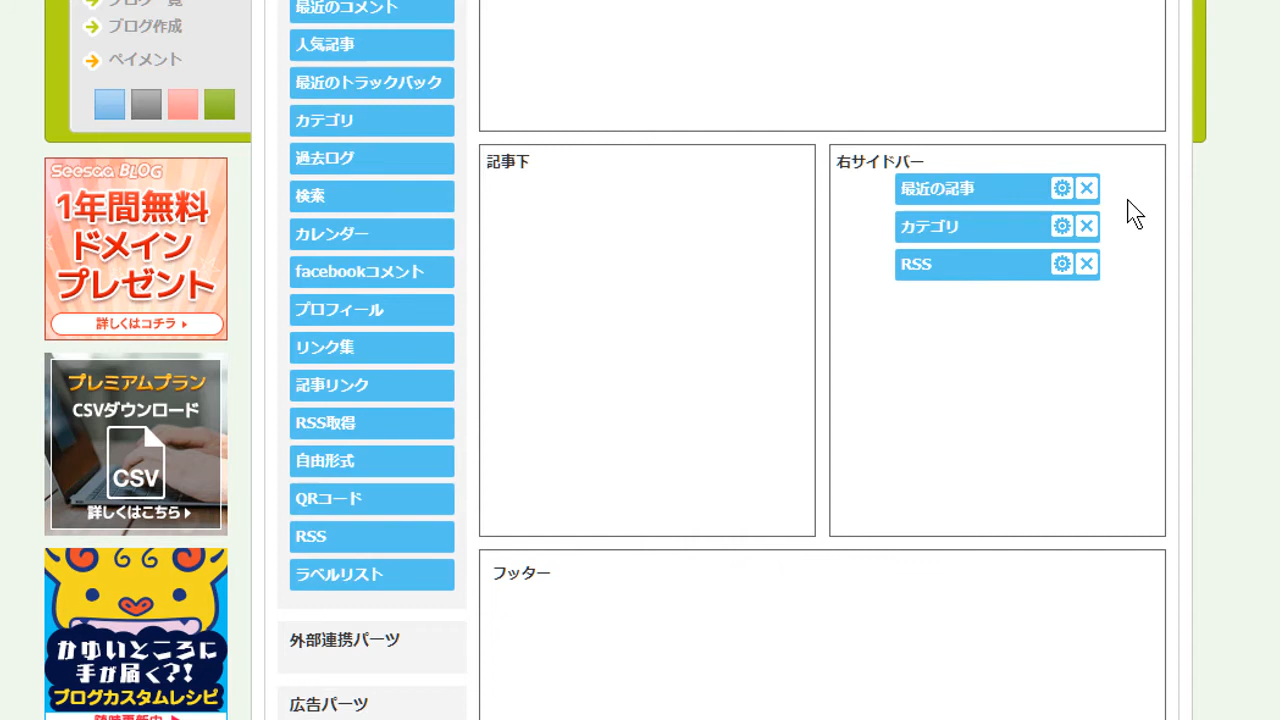 ブログ一覧
ブログ作成
ペイメント
Seesaa BLOG
1年間無料
ドメイン
プレゼント
詳しくはコチラ
プレミアムプラン
CSVダウンロード
CSV
詳しくはこちら
かゆいところに
手が届く?!
ブログカスタムレシピ
随時更新中
最近のコメント
人気記事
最近のトラックバック
カテゴリ
過去ログ
検索
カレンダー
facebookコメント
プロフィール
リンク集
記事リンク
RSS取得
自由形式
QRコード
RSS
ラベルリスト
外部連携パーツ
広告パーツ
記事下
右サイドバー
最近の記事
カテゴリ
RSS
フッター